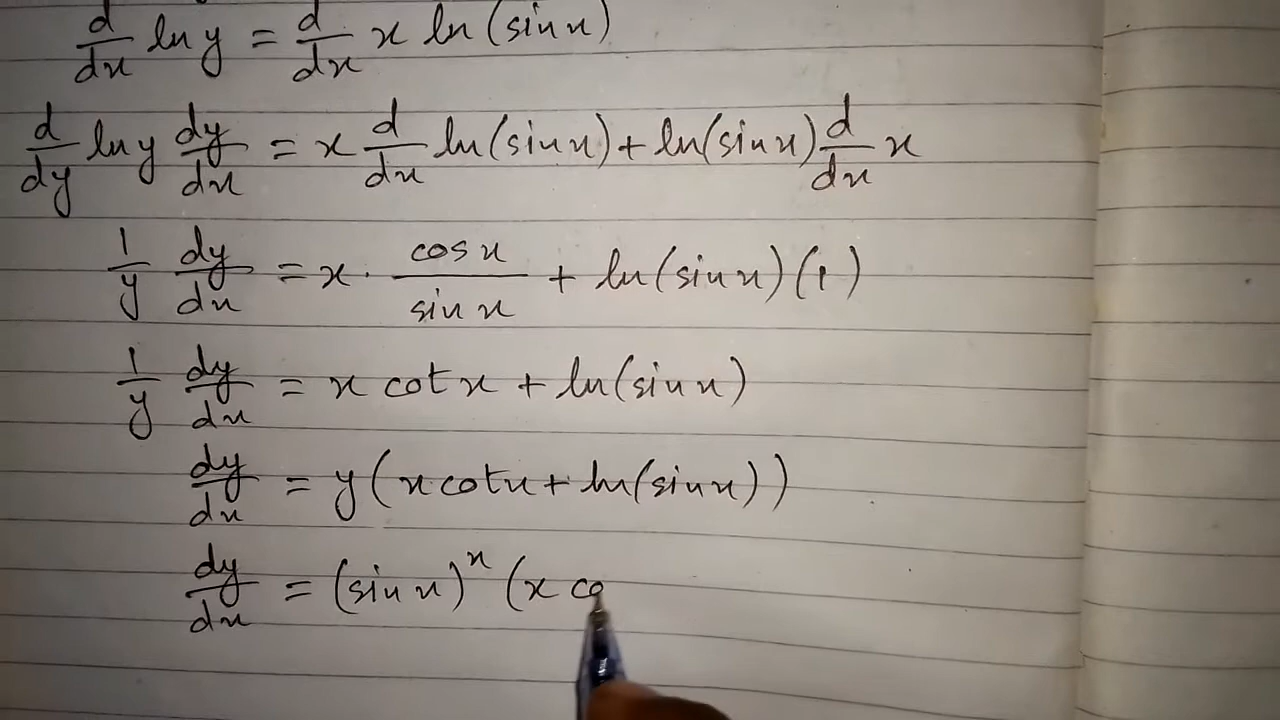 d/dx ln y = d/dx x ln(sin x)
d/dy ln y dy/dx = x d/dx ln(sin x) + ln(sin x) d/dx x
1/y dy/dx = x · cos x / sin x + ln(sin x)(1)
1/y dy/dx = x cot x + ln(sin x)
dy/dx = y(x cot x + ln(sin x))
dy/dx = (sin x)^x (x co